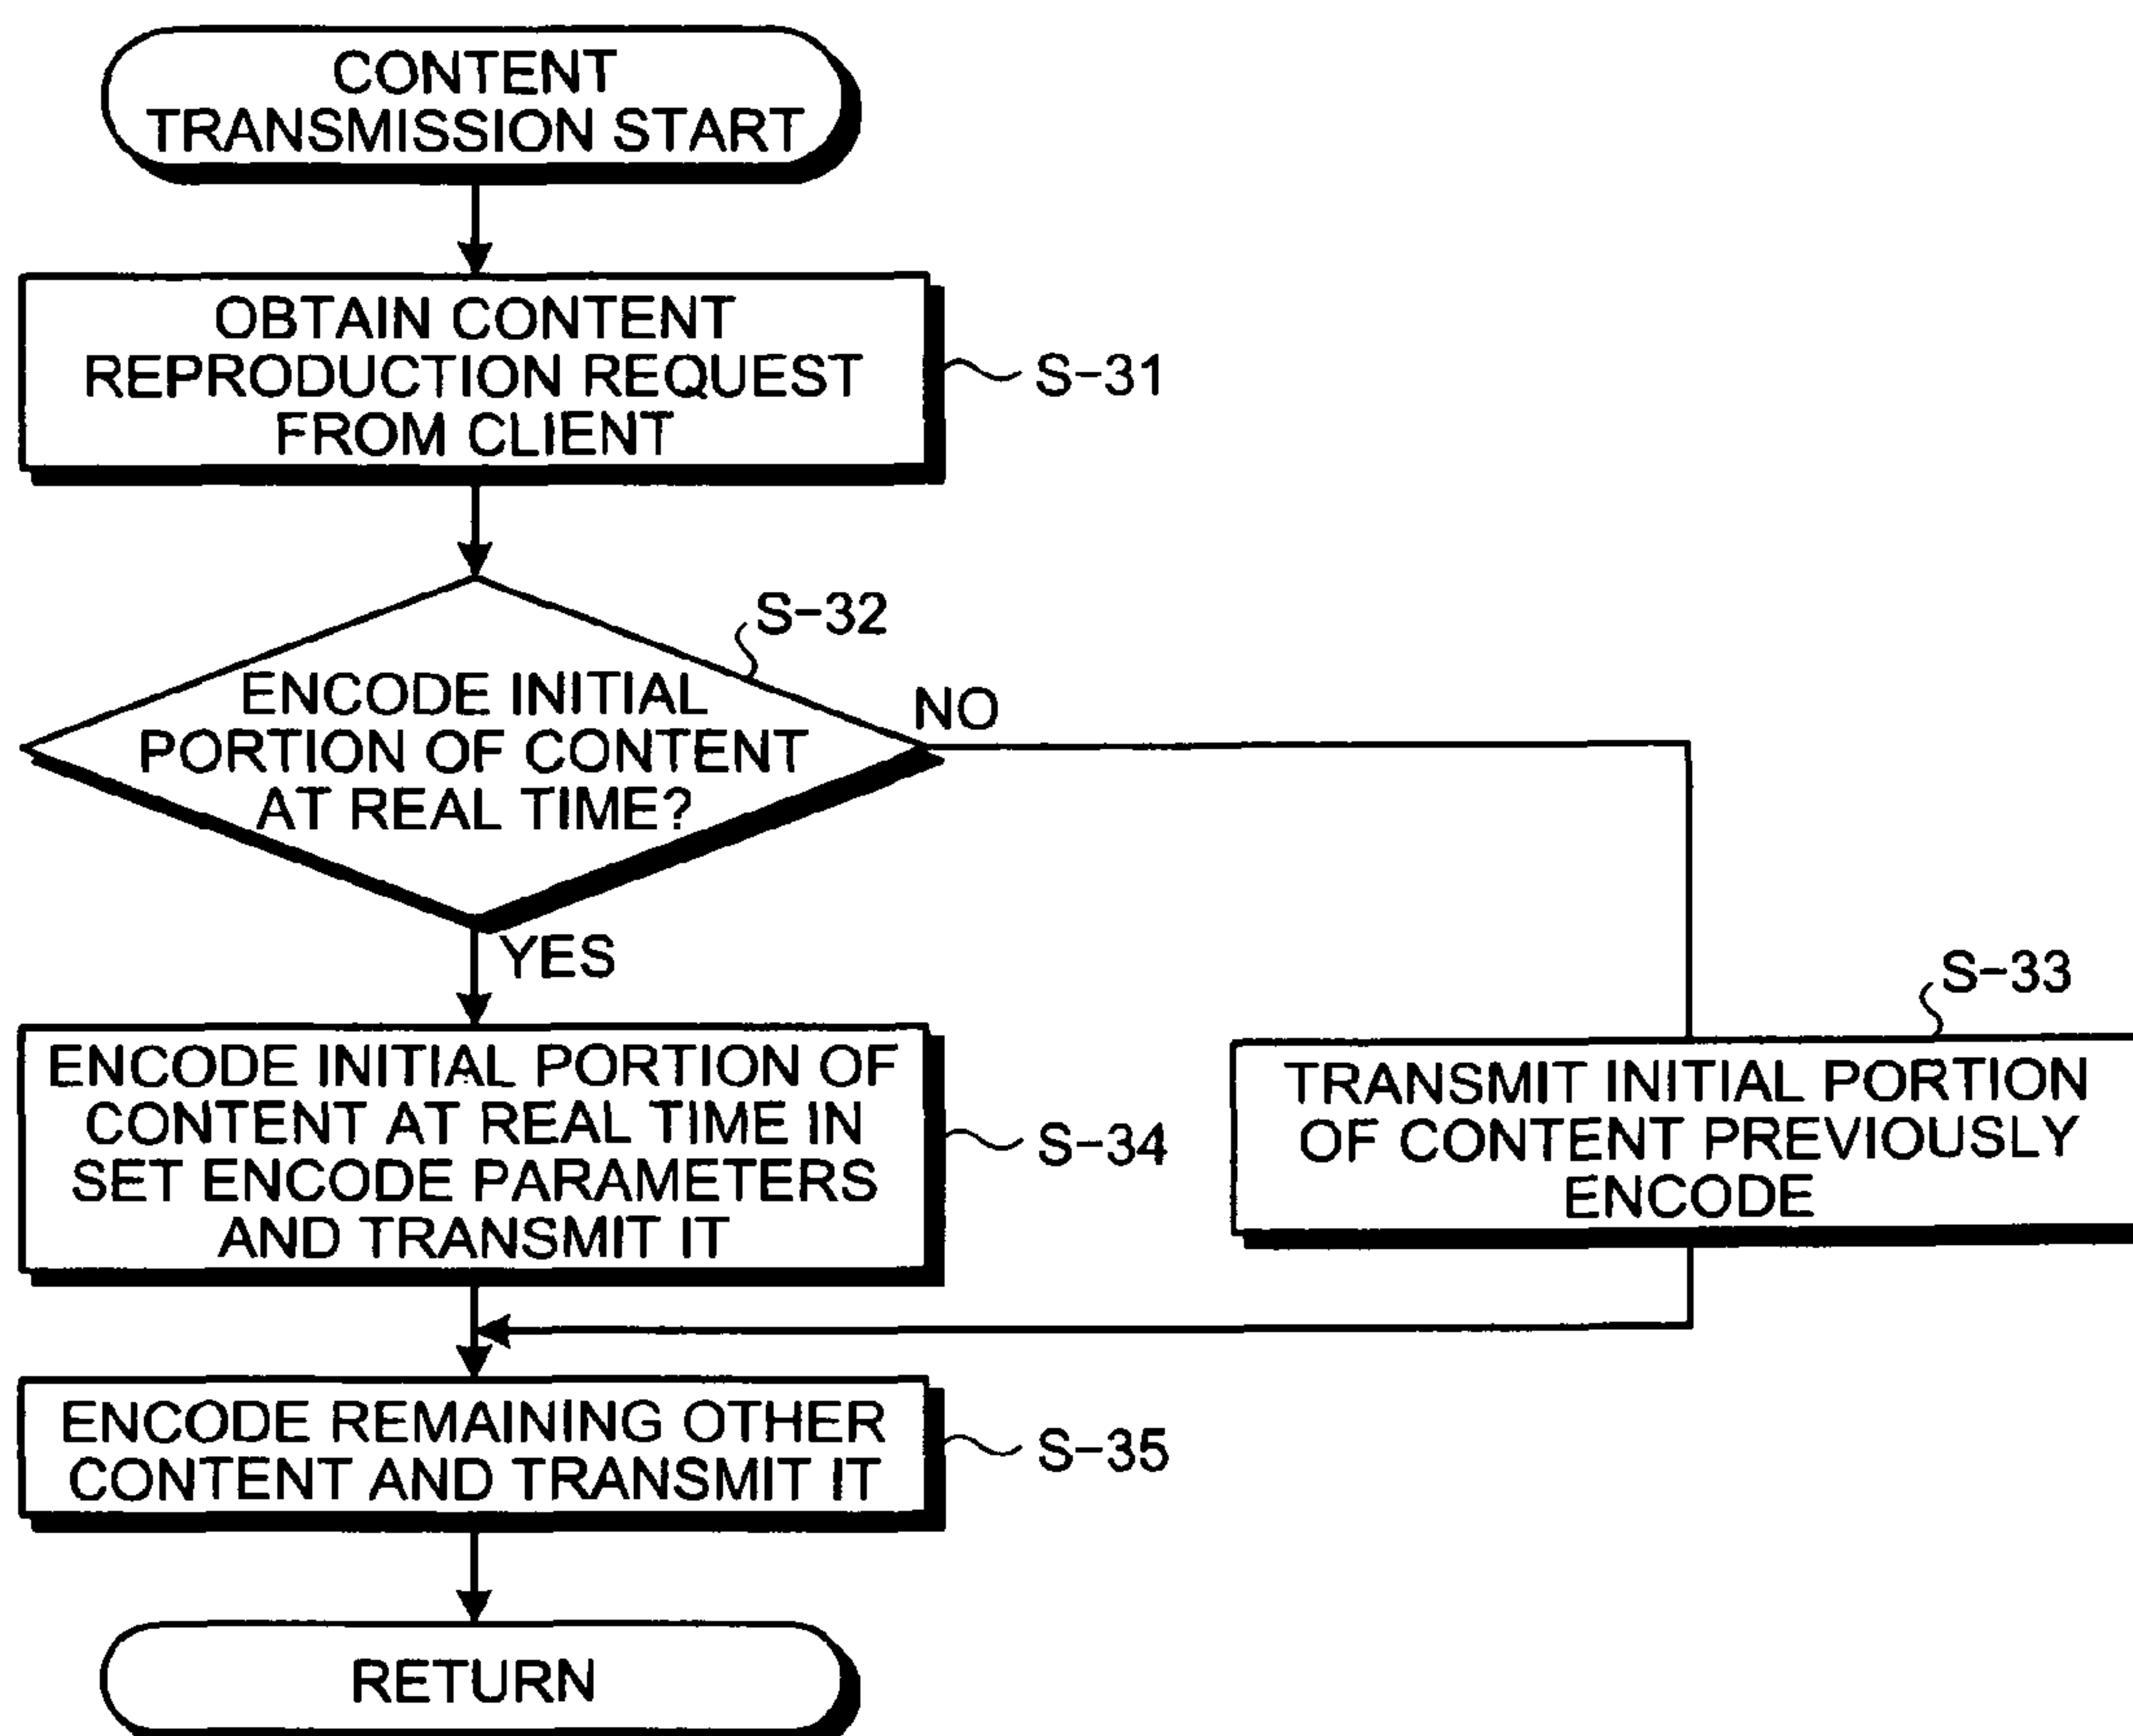 CONTENT
TRANSMISSION START
OBTAIN CONTENT
REPRODUCTION REQUEST
FROM CLIENT
S-31
S-32
ENCODE INITIAL
PORTION OF CONTENT
AT REAL TIME?
NO
YES
ENCODE INITIAL PORTION OF
CONTENT AT REAL TIME IN
SET ENCODE PARAMETERS
AND TRANSMIT IT
S-34
S-33
TRANSMIT INITIAL PORTION
OF CONTENT PREVIOUSLY
ENCODE
ENCODE REMAINING OTHER
CONTENT AND TRANSMIT IT
S-35
RETURN